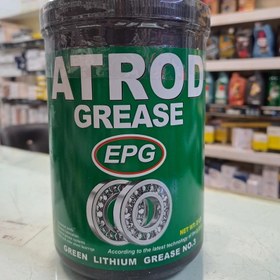 ATROD
GREASE
EPG
NET WT.
According to the latest technology
GREEN LITHIUM GREASE NO.3